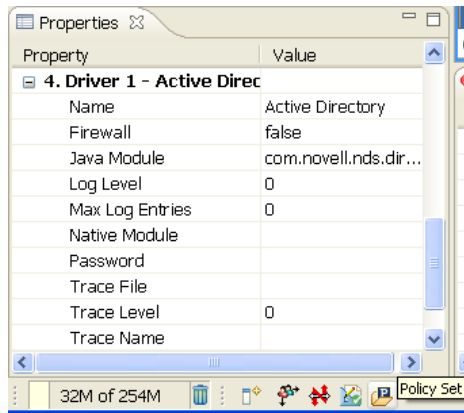 Properties
Property Value
4. Driver 1 - Active Direc
Name Active Directory
Firewall false
Java Module com.novell.nds.dir...
Log Level 0
Max Log Entries 0
Native Module
Password
Trace File
Trace Level 0
Trace Name
32M of 254M
Policy Set